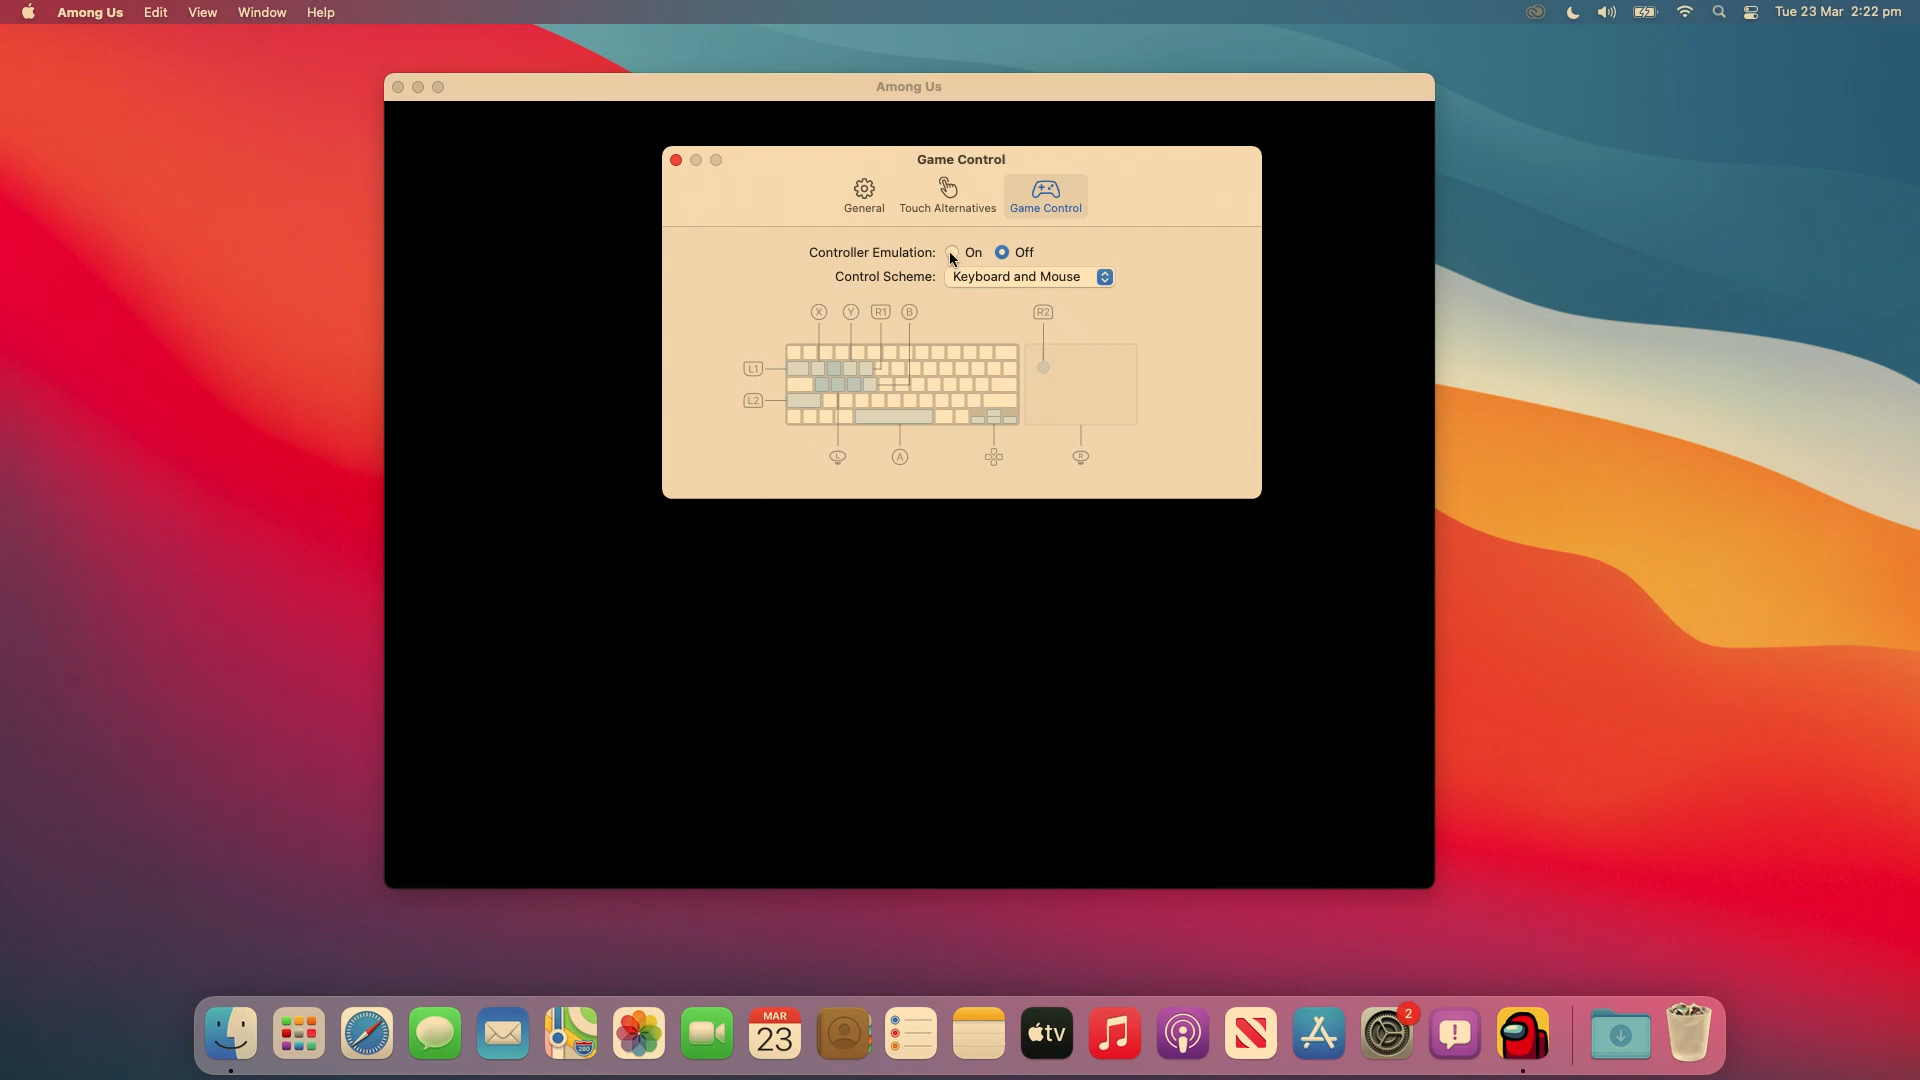 Among Us Edit View Window Help Tue 23 Mar 2:22 pm
Among Us
Game Control
General Touch Alternatives Game Control
Controller Emulation: On Off
Control Scheme: Keyboard and Mouse
X Y R1 B R2
L1
L2
L A R
MAR
23
280
tv
2